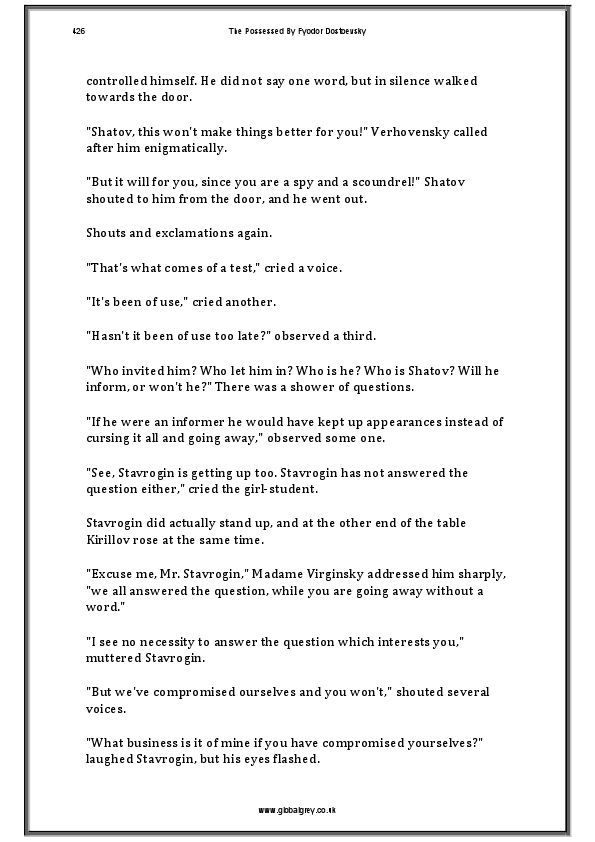 426
The Possessed By Fyodor Dostoevsky
controlled himself. He did not say one word, but in silence walked
towards the door.
"Shatov, this won't make things better for you!" Verhovensky called
after him enigmatically.
"But it will for you, since you are a spy and a scoundrel!" Shatov
shouted to him from the door, and he went out.
Shouts and exclamations again.
"That's what comes of a test," cried a voice.
"It's been of use," cried another.
"Hasn't it been of use too late?" observed a third.
"Who invited him? Who let him in? Who is he? Who is Shatov? Will he
inform, or won't he?" There was a shower of questions.
"If he were an informer he would have kept up appearances instead of
cursing it all and going away," observed some one.
"See, Stavrogin is getting up too. Stavrogin has not answered the
question either," cried the girl-student.
Stavrogin did actually stand up, and at the other end of the table
Kirillov rose at the same time.
"Excuse me, Mr. Stavrogin," Madame Virginsky addressed him sharply,
"we all answered the question, while you are going away without a
word."
"I see no necessity to answer the question which interests you,"
muttered Stavrogin.
"But we've compromised ourselves and you won't," shouted several
voices.
"What business is it of mine if you have compromised yourselves?"
laughed Stavrogin, but his eyes flashed.
www.globalgrey.co.uk